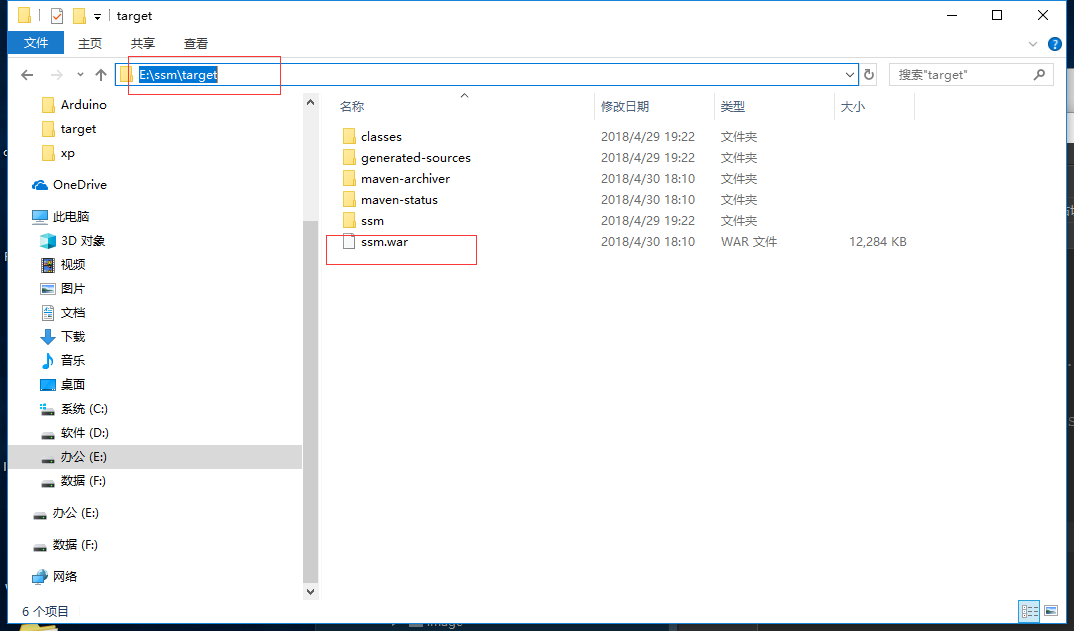 target
文件 主页 共享 查看
E:\ssm\target
搜索"target"
名称 修改日期 类型 大小
Arduino
target
xp
OneDrive
此电脑
3D 对象
视频
图片
文档
下载
音乐
桌面
系统 (C:)
软件 (D:)
办公 (E:)
数据 (F:)
办公 (E:)
数据 (F:)
网络
classes 2018/4/29 19:22 文件夹
generated-sources 2018/4/29 19:22 文件夹
maven-archiver 2018/4/30 18:10 文件夹
maven-status 2018/4/30 18:10 文件夹
ssm 2018/4/29 19:22 文件夹
ssm.war 2018/4/30 18:10 WAR 文件 12,284 KB
6 个项目
image